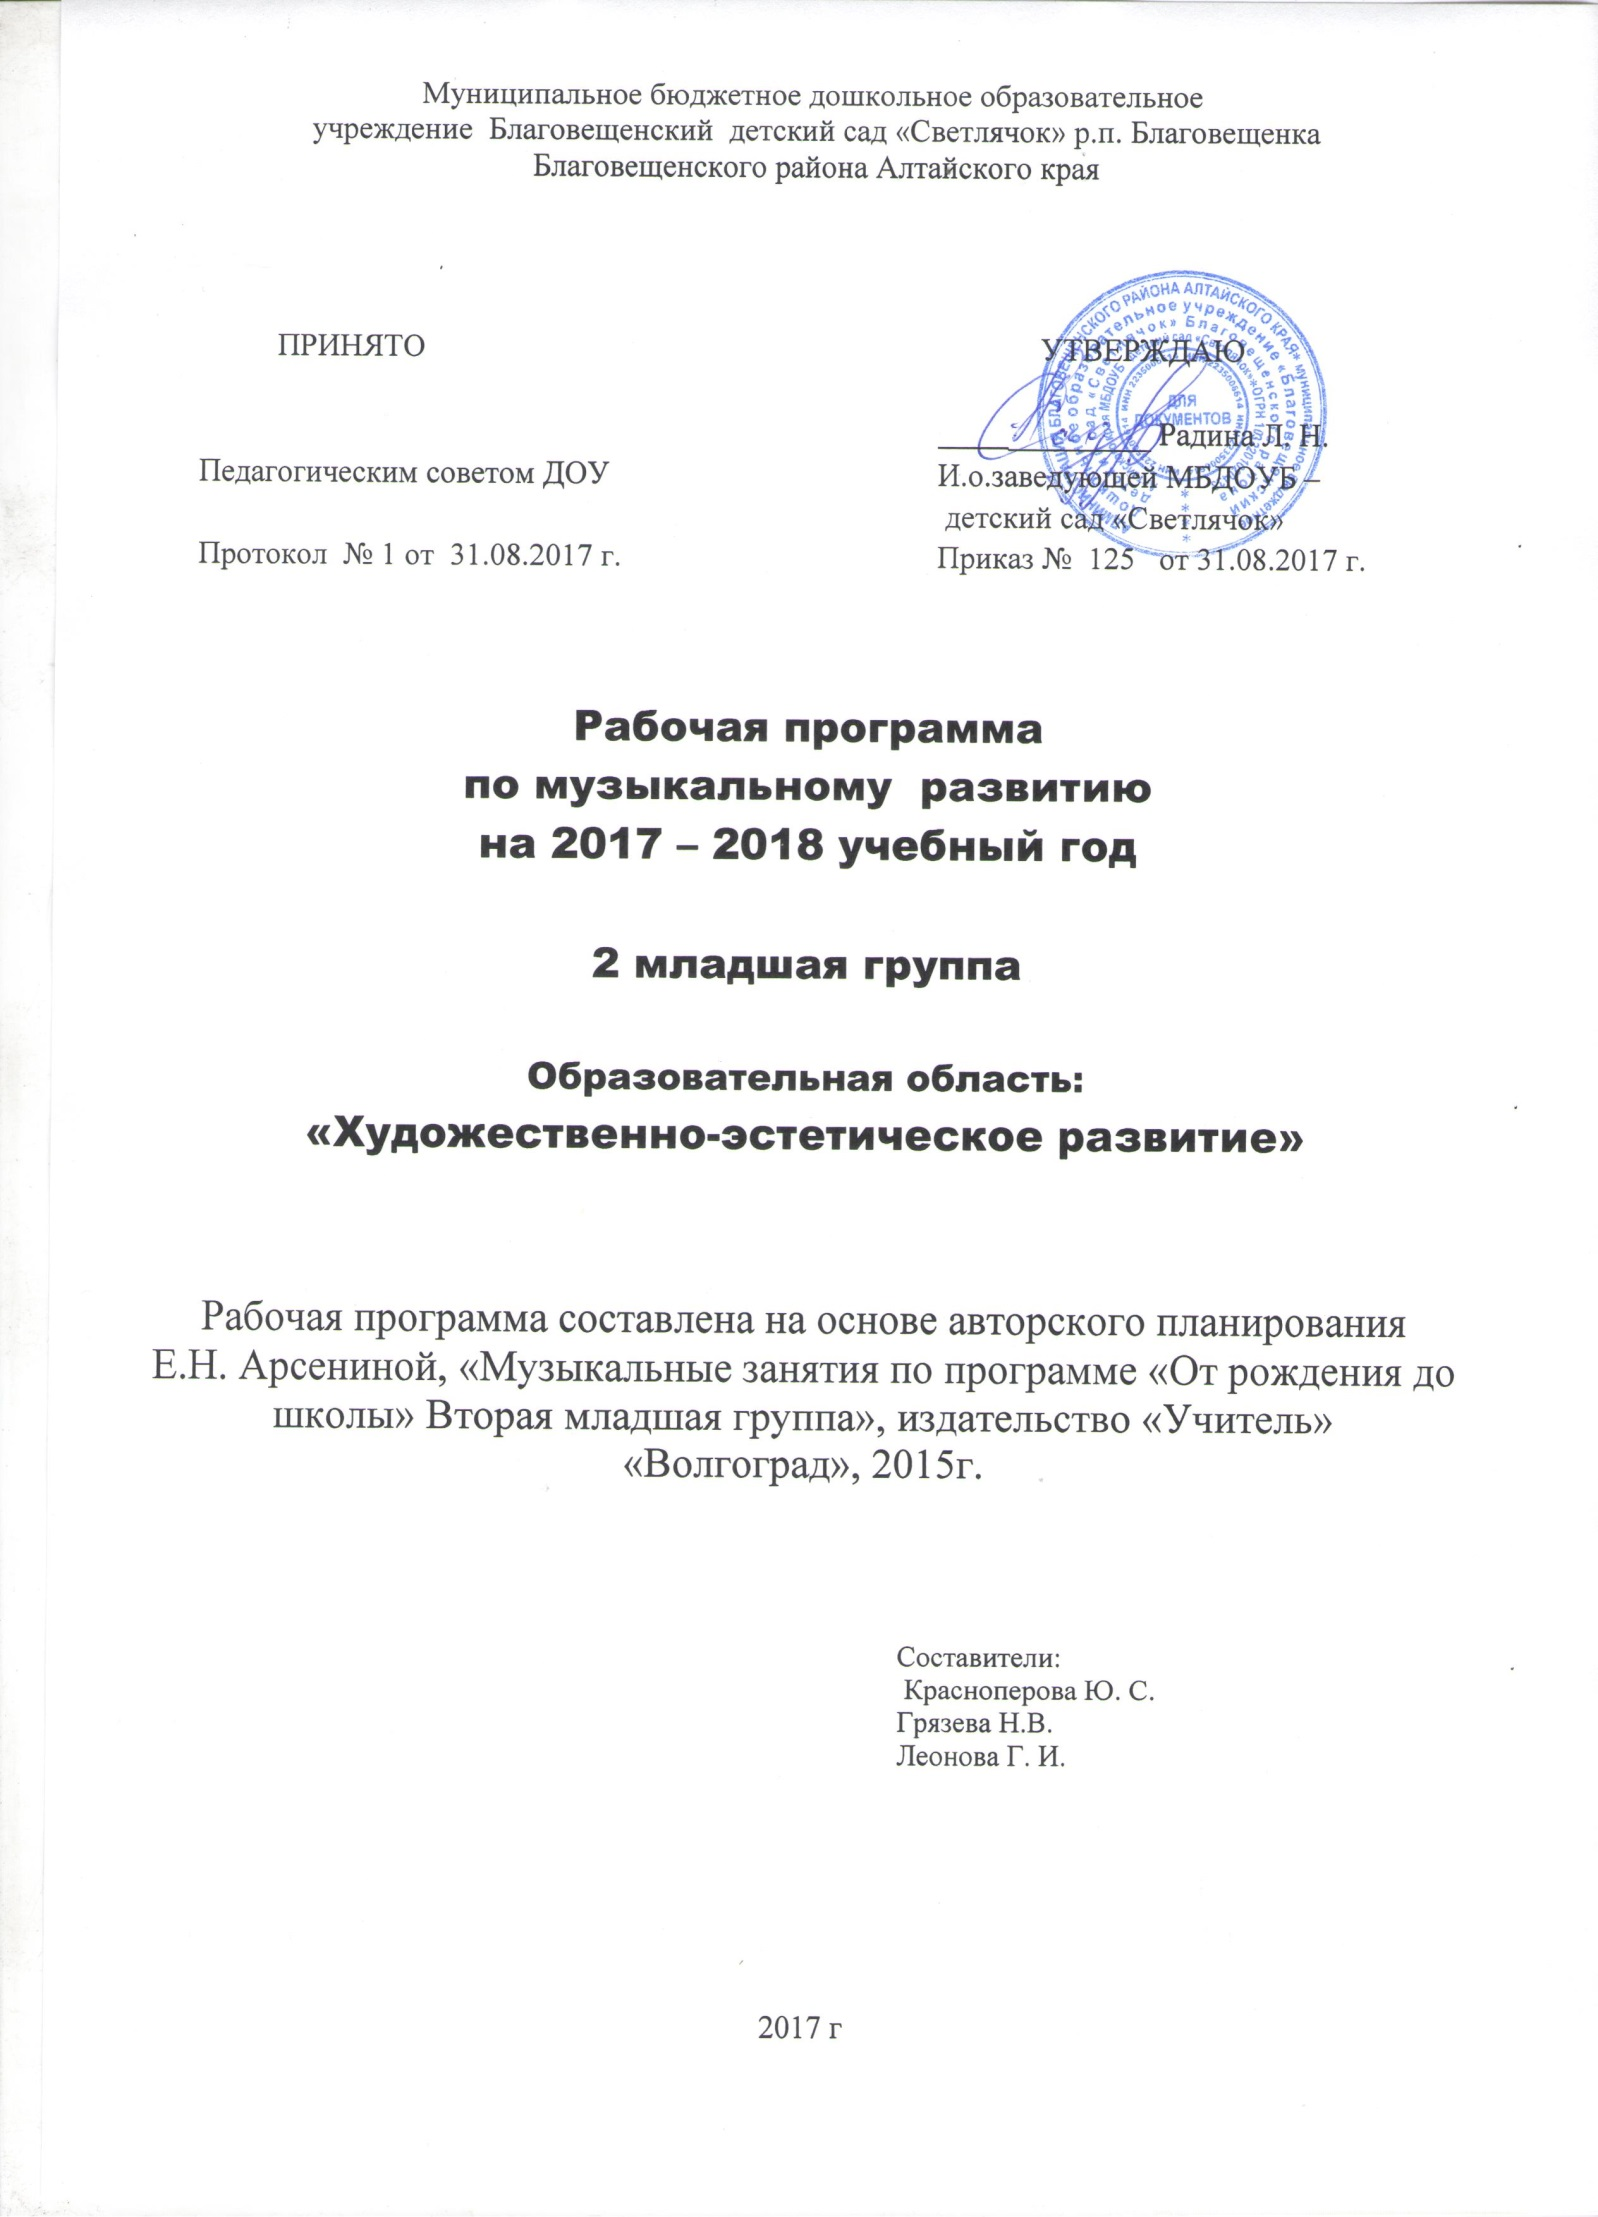 Муниципальное бюджетное дошкольное образовательное
учреждение Благовещенский детский сад «Светлячок» р.п. Благовещенка
Благовещенского района Алтайского края
ПРИНЯТО
Педагогическим советом ДОУ
Протокол № 1 от 31.08.2017 г.
УТВЕРЖДАЮ
ДЛЯ
ДОКУМЕНТОВ
_______________ Радина Л. Н.
И.о.заведующей МБДОУБ –
детский сад «Светлячок»
Приказ № 125 от 31.08.2017 г.
Рабочая программа
по музыкальному развитию
на 2017 – 2018 учебный год
2 младшая группа
Образовательная область:
«Художественно-эстетическое развитие»
Рабочая программа составлена на основе авторского планирования
Е.Н. Арсениной, «Музыкальные занятия по программе «От рождения до
школы» Вторая младшая группа», издательство «Учитель»
«Волгоград», 2015г.
Составители:
Красноперова Ю. С.
Грязева Н.В.
Леонова Г. И.
2017 г